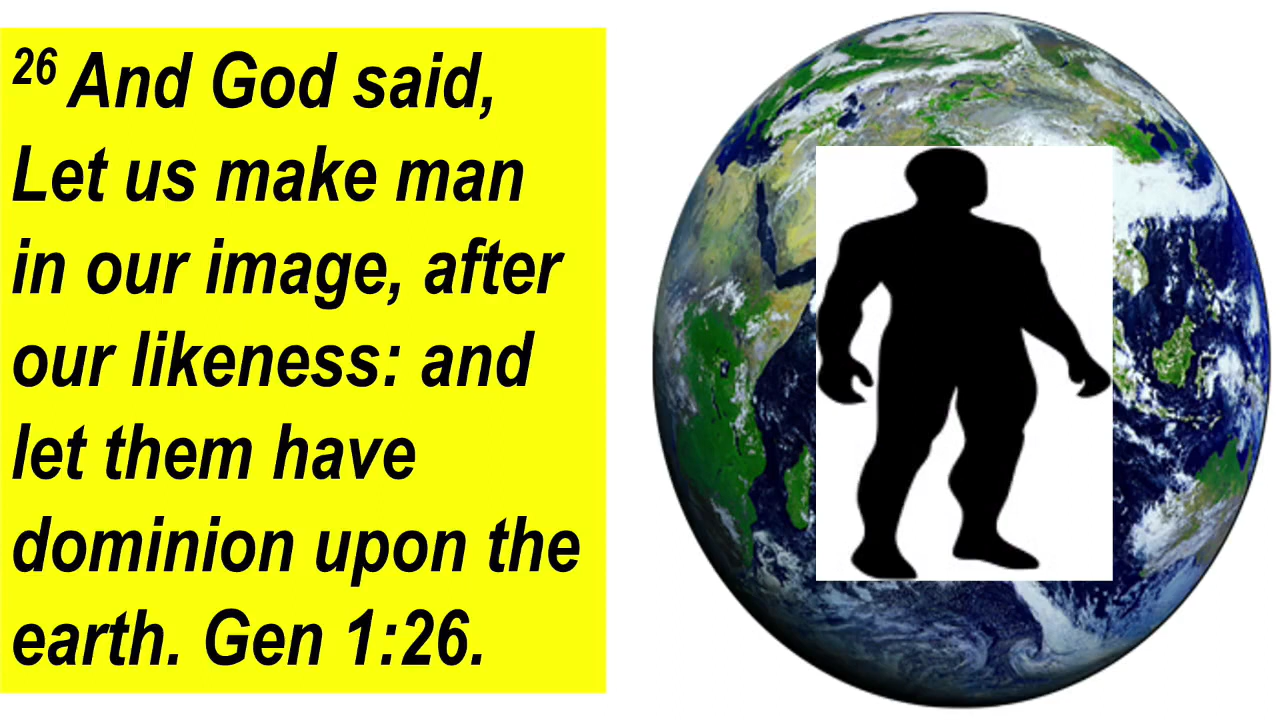 26 And God said,
Let us make man
in our image, after
our likeness: and
let them have
dominion upon the
earth. Gen 1:26.